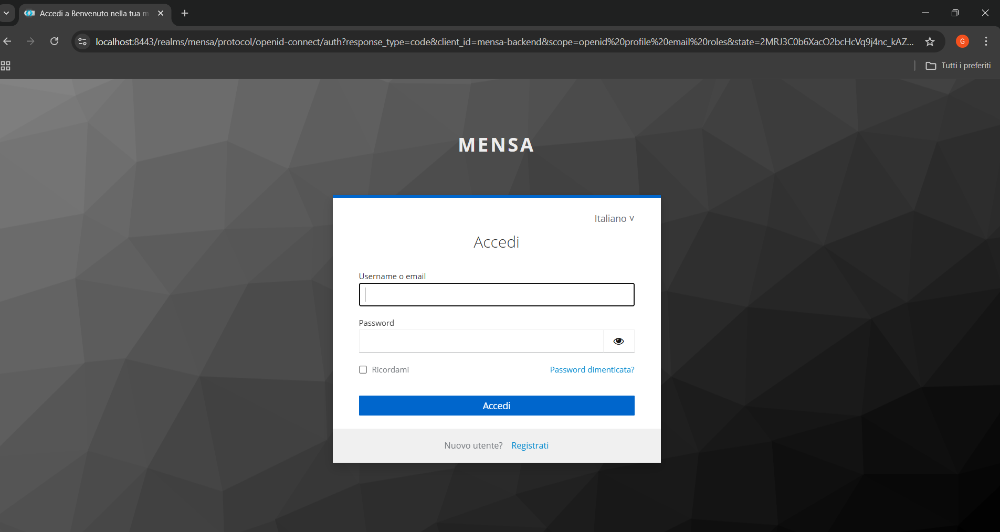 Accedi a Benvenuto nella tua m
localhost:8443/realms/mensa/protocol/openid-connect/auth?response_type=code&client_id=mensa-backend&scope=openid%20profile%20email%20roles&state=2MRJ3C0b6XacO2bcHcVq9j4nc_kAZ...
G
Tutti i preferiti
MENSA
Italiano
Accedi
Username o email
Password
Ricordami
Password dimenticata?
Accedi
Nuovo utente? Registrati